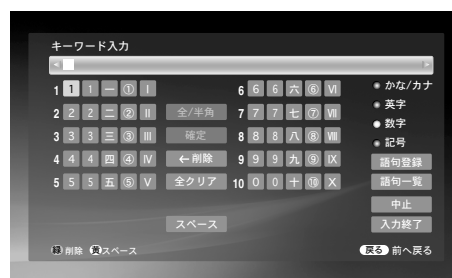 キーワード入力
1 1 1 一 ① Ⅰ 6 6 6 六 ⑥ Ⅵ かな/カナ
2 2 2 二 ② Ⅱ 全/半角 7 7 7 七 ⑦ Ⅶ 英字
3 3 3 三 ③ Ⅲ 確定 8 8 8 八 ⑧ Ⅷ 数字
記号
4 4 4 四 ④ Ⅳ ←削除 9 9 9 九 ⑨ Ⅸ 語句登録
5 5 5 五 ⑤ Ⅴ 全クリア 10 0 0 十 ⑩ Ⅹ 語句一覧
中止
スペース 入力終了
緑 削除 黄 スペース 戻る 前へ戻る